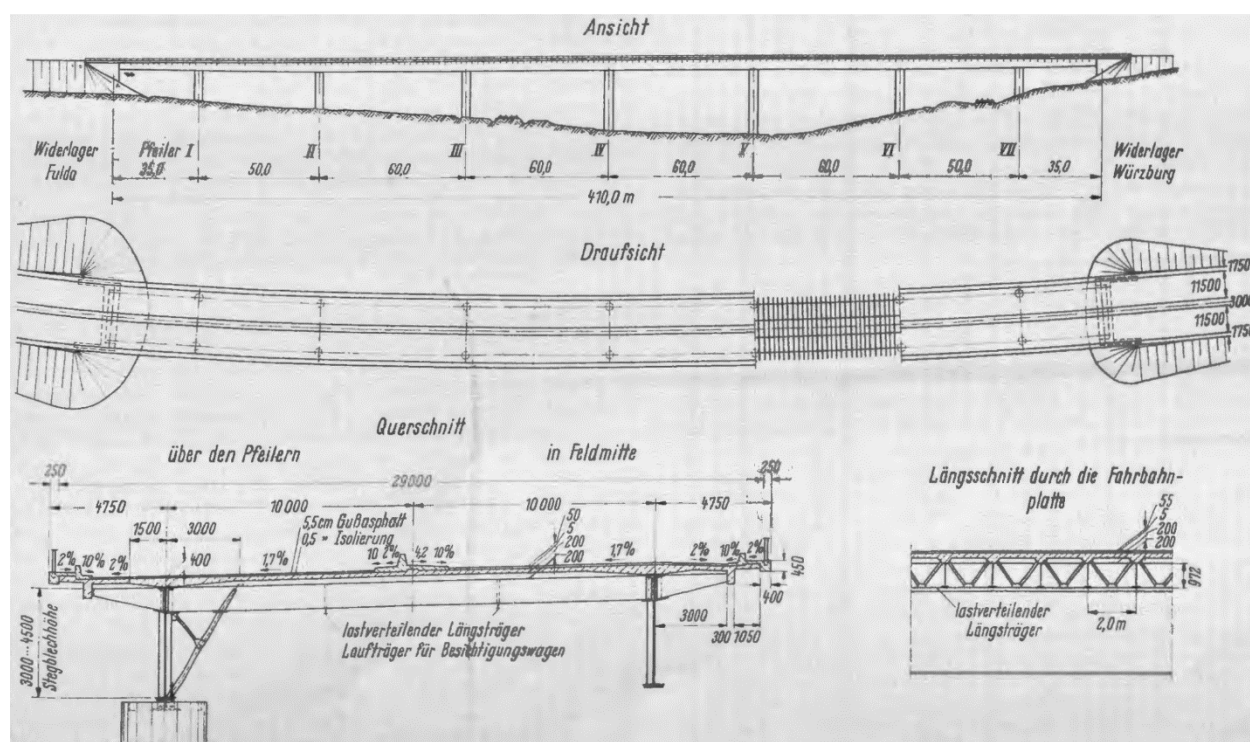 Ansicht
Widerlager
Fulda
Pfeiler I
II
III
IV
V
VI
VII
Widerlager
Würzburg
35,0
50,0
60,0
60,0
60,0
60,0
50,0
35,0
410,0 m
Draufsicht
1750
11500
3000
11500
1750
Querschnitt
über den Pfeilern
in Feldmitte
250
29000
250
4750
10 000
10 000
4750
1500
3000
5,5cm Gußasphalt
0,5 = Isolierung
50
5
200
200
2%
10%
2%
400
1,7%
10
2%
4,2
10%
1,7%
2%
10%
2%
450
400
3000
300
1050
3000...4500
Stegblechhöhe
lastverteilender Längsträger
Laufträger für Besichtigungswagen
Längsschnitt durch die Fahrbahn-
platte
55
5
200
200
972
lastverteilender
Längsträger
2,0 m